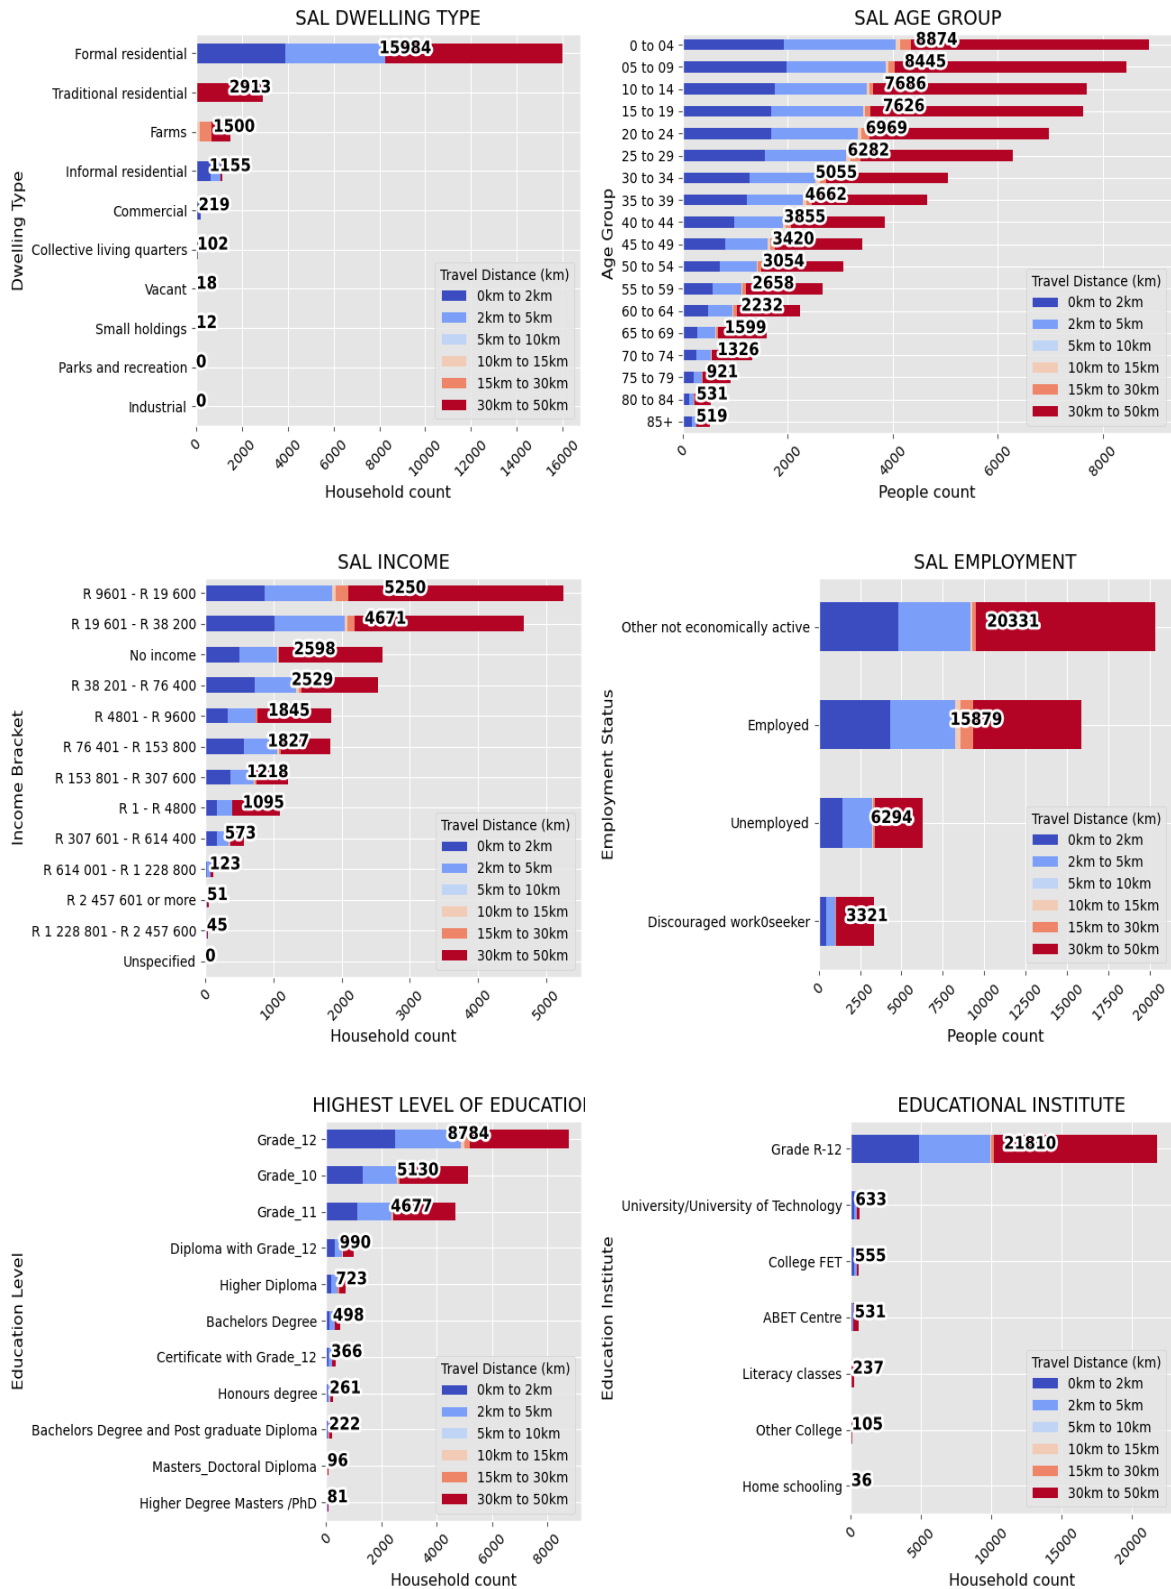 SAL DWELLING TYPE
Dwelling Type
Formal residential
15984
Traditional residential
2913
Farms
1500
Informal residential
1155
Commercial
219
Collective living quarters
102
Vacant
18
Small holdings
12
Parks and recreation
0
Industrial
0
Travel Distance (km)
0km to 2km
2km to 5km
5km to 10km
10km to 15km
15km to 30km
30km to 50km
0 2000 4000 6000 8000 10000 12000 14000 16000
Household count
SAL AGE GROUP
Age Group
0 to 04
8874
05 to 09
8445
10 to 14
7686
15 to 19
7626
20 to 24
6969
25 to 29
6282
30 to 34
5055
35 to 39
4662
40 to 44
3855
45 to 49
3420
50 to 54
3054
55 to 59
2658
60 to 64
2232
65 to 69
1599
70 to 74
1326
75 to 79
921
80 to 84
531
85+
519
Travel Distance (km)
0km to 2km
2km to 5km
5km to 10km
10km to 15km
15km to 30km
30km to 50km
0 2000 4000 6000 8000
People count
SAL INCOME
Income Bracket
R 9601 - R 19 600
5250
R 19 601 - R 38 200
4671
No income
2598
R 38 201 - R 76 400
2529
R 4801 - R 9600
1845
R 76 401 - R 153 800
1827
R 153 801 - R 307 600
1218
R 1 - R 4800
1095
R 307 601 - R 614 400
573
R 614 001 - R 1 228 800
123
R 2 457 601 or more
51
R 1 228 801 - R 2 457 600
45
Unspecified
0
Travel Distance (km)
0km to 2km
2km to 5km
5km to 10km
10km to 15km
15km to 30km
30km to 50km
0 1000 2000 3000 4000 5000
Household count
SAL EMPLOYMENT
Employment Status
Other not economically active
20331
Employed
15879
Unemployed
6294
Discouraged work0seeker
3321
Travel Distance (km)
0km to 2km
2km to 5km
5km to 10km
10km to 15km
15km to 30km
30km to 50km
0 2500 5000 7500 10000 12500 15000 17500 20000
People count
HIGHEST LEVEL OF EDUCATIO
Education Level
Grade_12
8784
Grade_10
5130
Grade_11
4677
Diploma with Grade_12
990
Higher Diploma
723
Bachelors Degree
498
Certificate with Grade_12
366
Honours degree
261
Bachelors Degree and Post graduate Diploma
222
Masters_Doctoral Diploma
96
Higher Degree Masters /PhD
81
Travel Distance (km)
0km to 2km
2km to 5km
5km to 10km
10km to 15km
15km to 30km
30km to 50km
0 2000 4000 6000 8000
Household count
EDUCATIONAL INSTITUTE
Education Institute
Grade R-12
21810
University/University of Technology
633
College FET
555
ABET Centre
531
Literacy classes
237
Other College
105
Home schooling
36
Travel Distance (km)
0km to 2km
2km to 5km
5km to 10km
10km to 15km
15km to 30km
30km to 50km
0 5000 10000 15000 20000
Household count